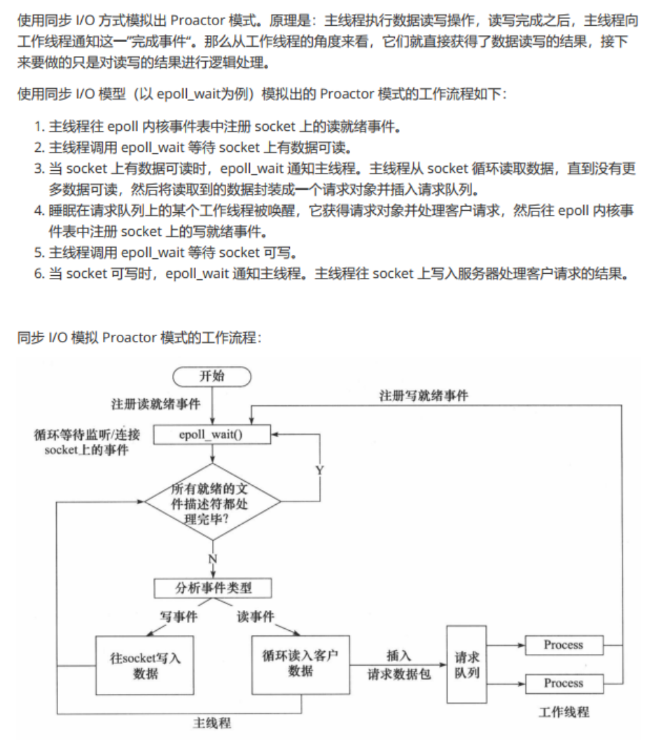 使用同步 I/O 方式模拟出 Proactor 模式。原理是：主线程执行数据读写操作，读写完成之后，主线程向
工作线程通知这一”完成事件“。那么从工作线程的角度来看，它们就直接获得了数据读写的结果，接下
来要做的只是对读写的结果进行逻辑处理。
使用同步 I/O 模型（以 epoll_wait为例）模拟出的 Proactor 模式的工作流程如下：
1. 主线程往 epoll 内核事件表中注册 socket 上的读就绪事件。
2. 主线程调用 epoll_wait 等待 socket 上有数据可读。
3. 当 socket 上有数据可读时，epoll_wait 通知主线程。主线程从 socket 循环读取数据，直到没有更
多数据可读，然后将读取到的数据封装成一个请求对象并插入请求队列。
4. 睡眠在请求队列上的某个工作线程被唤醒，它获得请求对象并处理客户请求，然后往 epoll 内核事
件表中注册 socket 上的写就绪事件。
5. 主线程调用 epoll_wait 等待 socket 可写。
6. 当 socket 可写时，epoll_wait 通知主线程。主线程往 socket 上写入服务器处理客户请求的结果。
同步 I/O 模拟 Proactor 模式的工作流程：
开始
注册读就绪事件
注册写就绪事件
循环等待监听/连接
socket上的事件
epoll_wait()
Y
所有就绪的文
件描述符都处
理完毕？
N
分析事件类型
写事件
读事件
往socket写入
数据
循环读入客户
数据
插入
请求数据包
请求
队列
Process
Process
主线程
工作线程